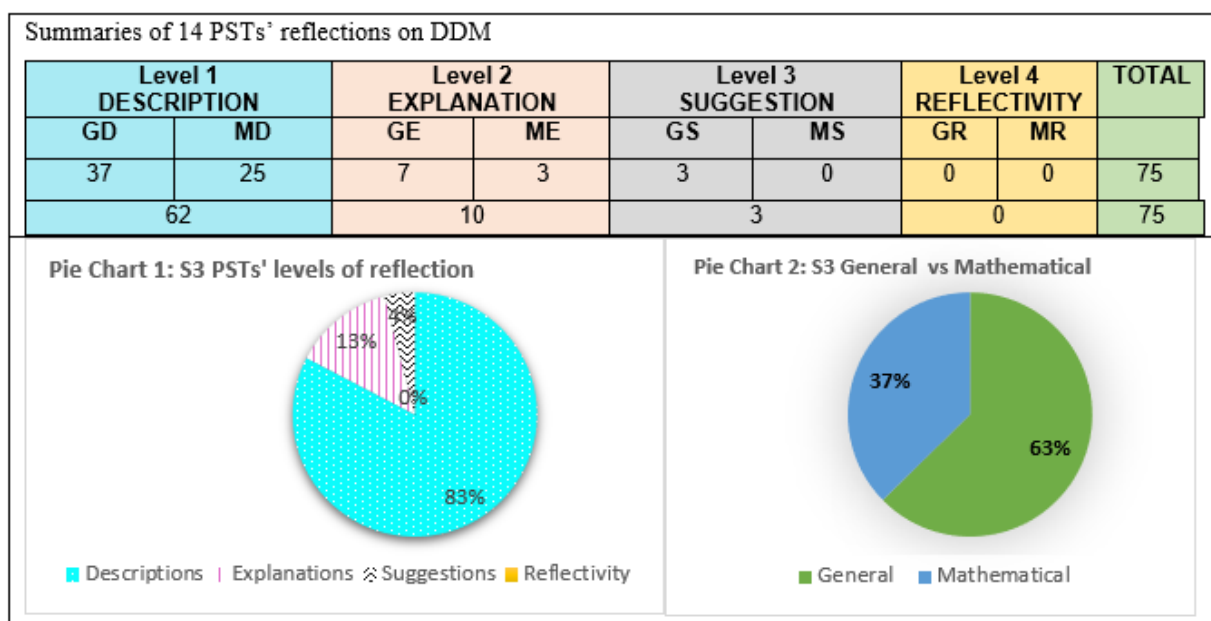 Summaries of 14 PSTs' reflections on DDM
Level 1 Level 2 Level 3 Level 4 TOTAL
DESCRIPTION EXPLANATION SUGGESTION REFLECTIVITY
GD MD GE ME GS MS GR MR
37 25 7 3 3 0 0 0 75
62 10 3 0 75
Pie Chart 1: S3 PSTs' levels of reflection
4%
13%
0%
83%
Descriptions Explanations Suggestions Reflectivity
Pie Chart 2: S3 General vs Mathematical
37%
63%
General Mathematical